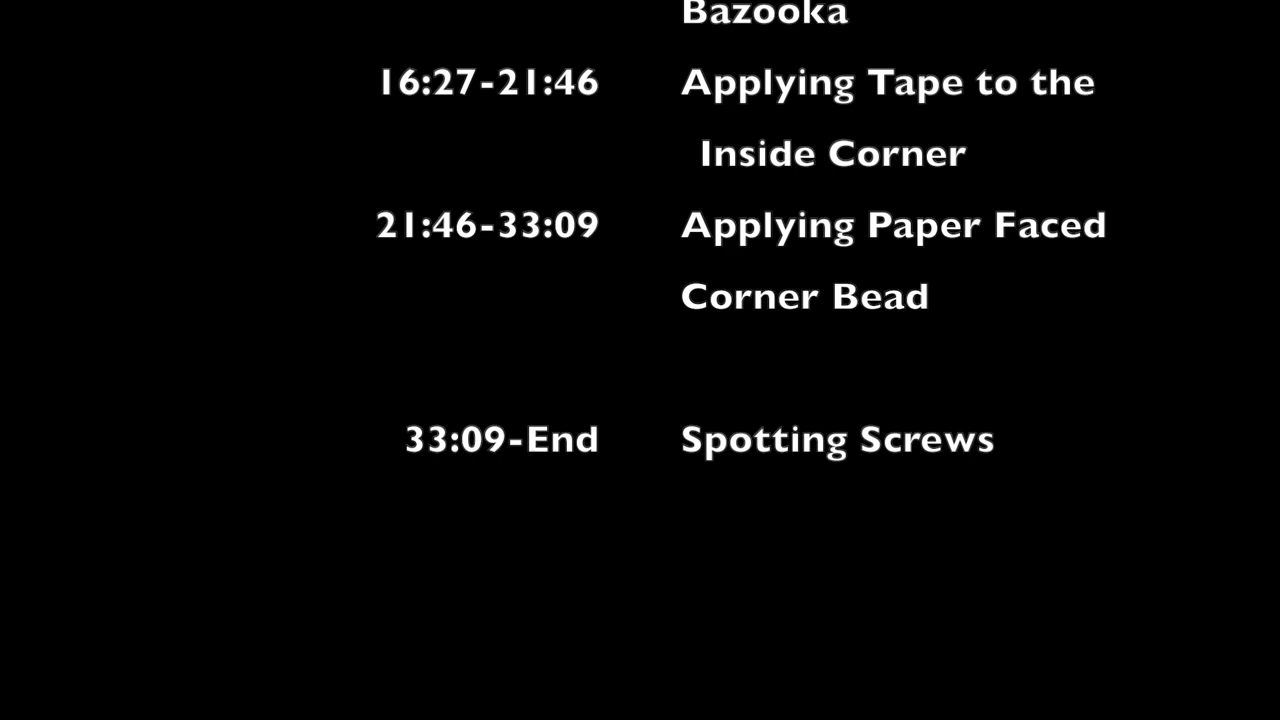 Bazooka
16:27-21:46 Applying Tape to the
Inside Corner
21:46-33:09 Applying Paper Faced
Corner Bead
33:09-End Spotting Screws